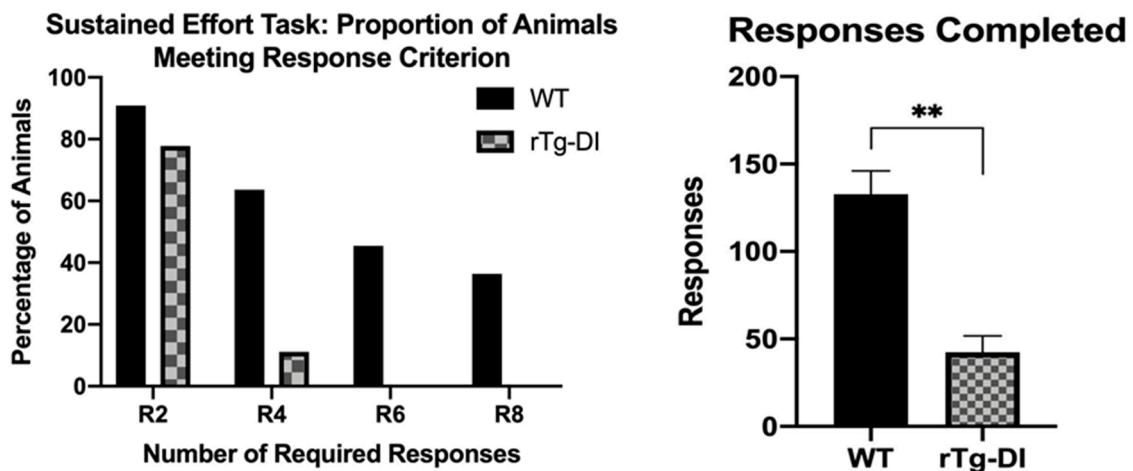 Sustained Effort Task: Proportion of Animals
Meeting Response Criterion
Percentage of Animals
100
80
60
40
20
0
WT
rTg-DI
R2 R4 R6 R8
Number of Required Responses
Responses Completed
Responses
200
150
100
50
0
**
WT rTg-DI